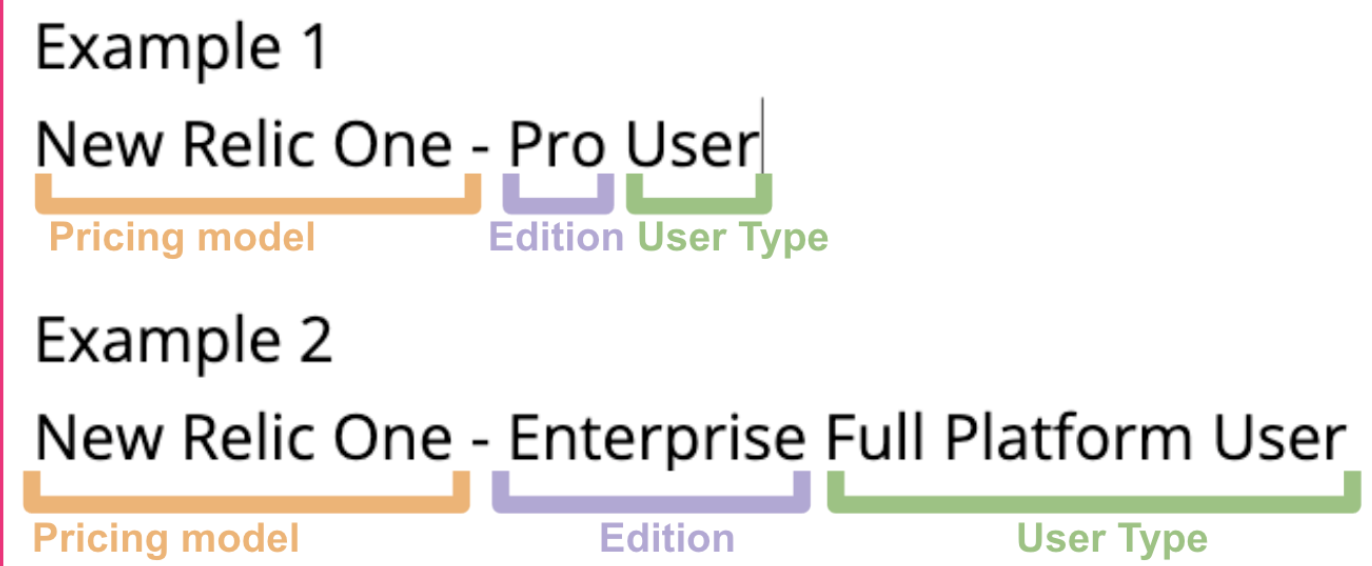 Example 1
New Relic One - Pro User
Pricing model Edition User Type
Example 2
New Relic One - Enterprise Full Platform User
Pricing model Edition User Type